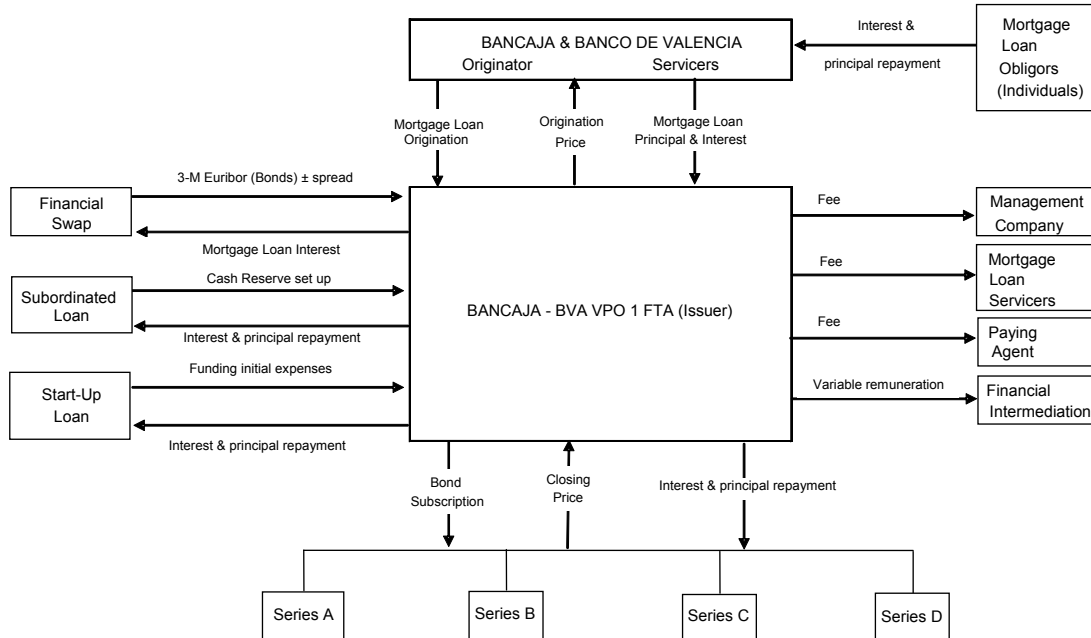 BANCAJA & BANCO DE VALENCIA
Originator Servicers
Interest &
principal repayment
Mortgage
Loan
Obligors
(Individuals)
Mortgage Loan
Origination
Origination
Price
Mortgage Loan
Principal & Interest
Financial
Swap
3-M Euribor (Bonds) ± spread
Mortgage Loan Interest
Subordinated
Loan
Cash Reserve set up
Interest & principal repayment
Start-Up
Loan
Funding initial expenses
Interest & principal repayment
BANCAJA - BVA VPO 1 FTA (Issuer)
Fee
Management
Company
Fee
Mortgage
Loan
Servicers
Fee
Paying
Agent
Variable remuneration
Financial
Intermediation
Bond
Subscription
Closing
Price
Interest & principal repayment
Series A
Series B
Series C
Series D